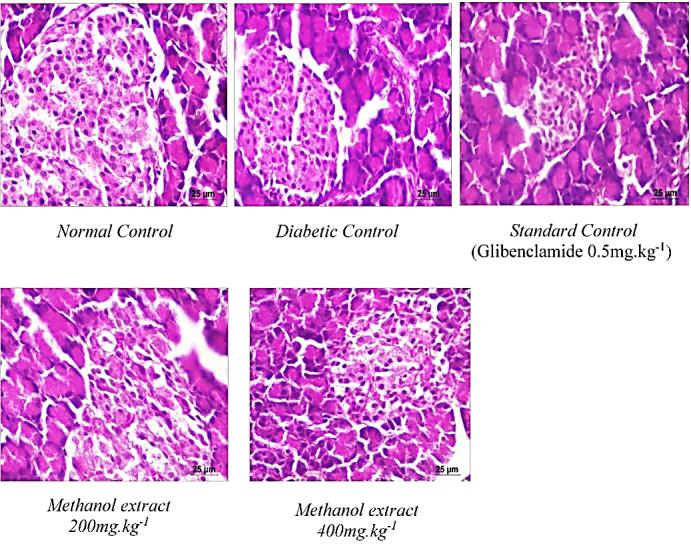 25 µm
25 µm
25 µm
Normal Control
Diabetic Control
Standard Control
(Glibenclamide 0.5mg.kg⁻¹)
25 µm
25 µm
Methanol extract
200mg.kg⁻¹
Methanol extract
400mg.kg⁻¹